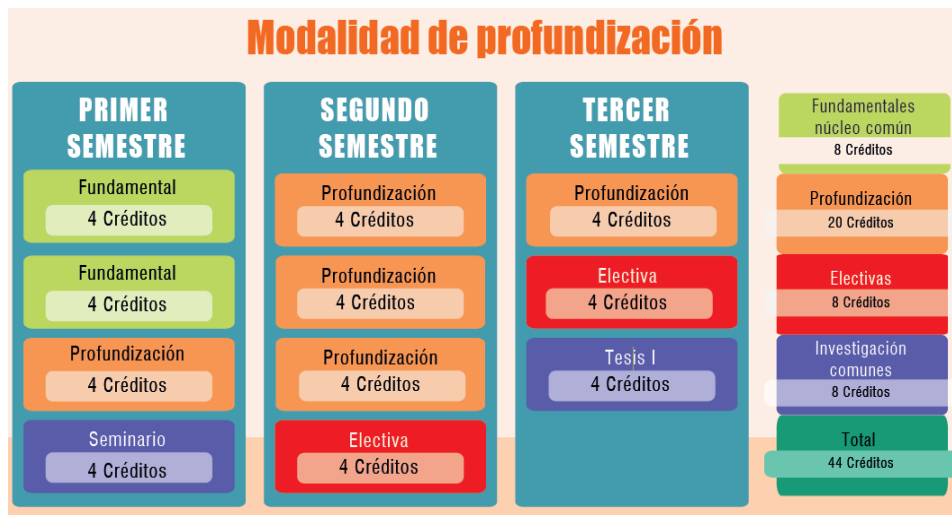 Modalidad de profundización
PRIMER
SEMESTRE
Fundamental
4 Créditos
Fundamental
4 Créditos
Profundización
4 Créditos
Seminario
4 Créditos
SEGUNDO
SEMESTRE
Profundización
4 Créditos
Profundización
4 Créditos
Profundización
4 Créditos
Electiva
4 Créditos
TERCER
SEMESTRE
Profundización
4 Créditos
Electiva
4 Créditos
Tesis I
4 Créditos
Fundamentales
núcleo común
8 Créditos
Profundización
20 Créditos
Electivas
8 Créditos
Investigación
comunes
8 Créditos
Total
44 Créditos